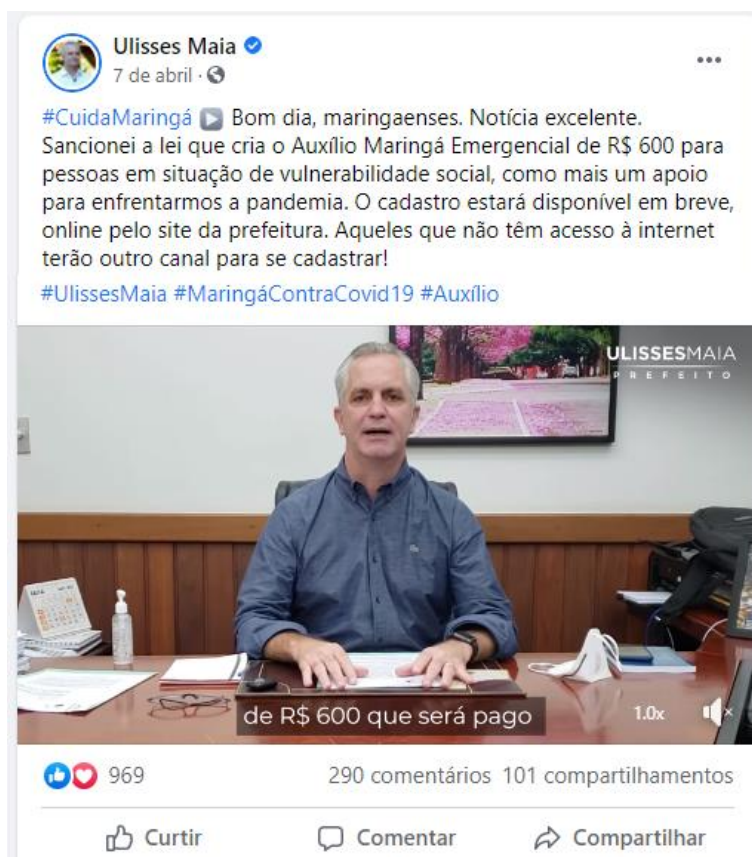 Ulisses Maia
7 de abril ·
#CuidaMaringá Bom dia, maringaenses. Notícia excelente.
Sancionei a lei que cria o Auxílio Maringá Emergencial de R$ 600 para
pessoas em situação de vulnerabilidade social, como mais um apoio
para enfrentarmos a pandemia. O cadastro estará disponível em breve,
online pelo site da prefeitura. Aqueles que não têm acesso à internet
terão outro canal para se cadastrar!
#UlissesMaia #MaringáContraCovid19 #Auxílio
ULISSESMAIA
PREFEITO
de R$ 600 que será pago
1.0x
969
290 comentários 101 compartilhamentos
Curtir Comentar Compartilhar